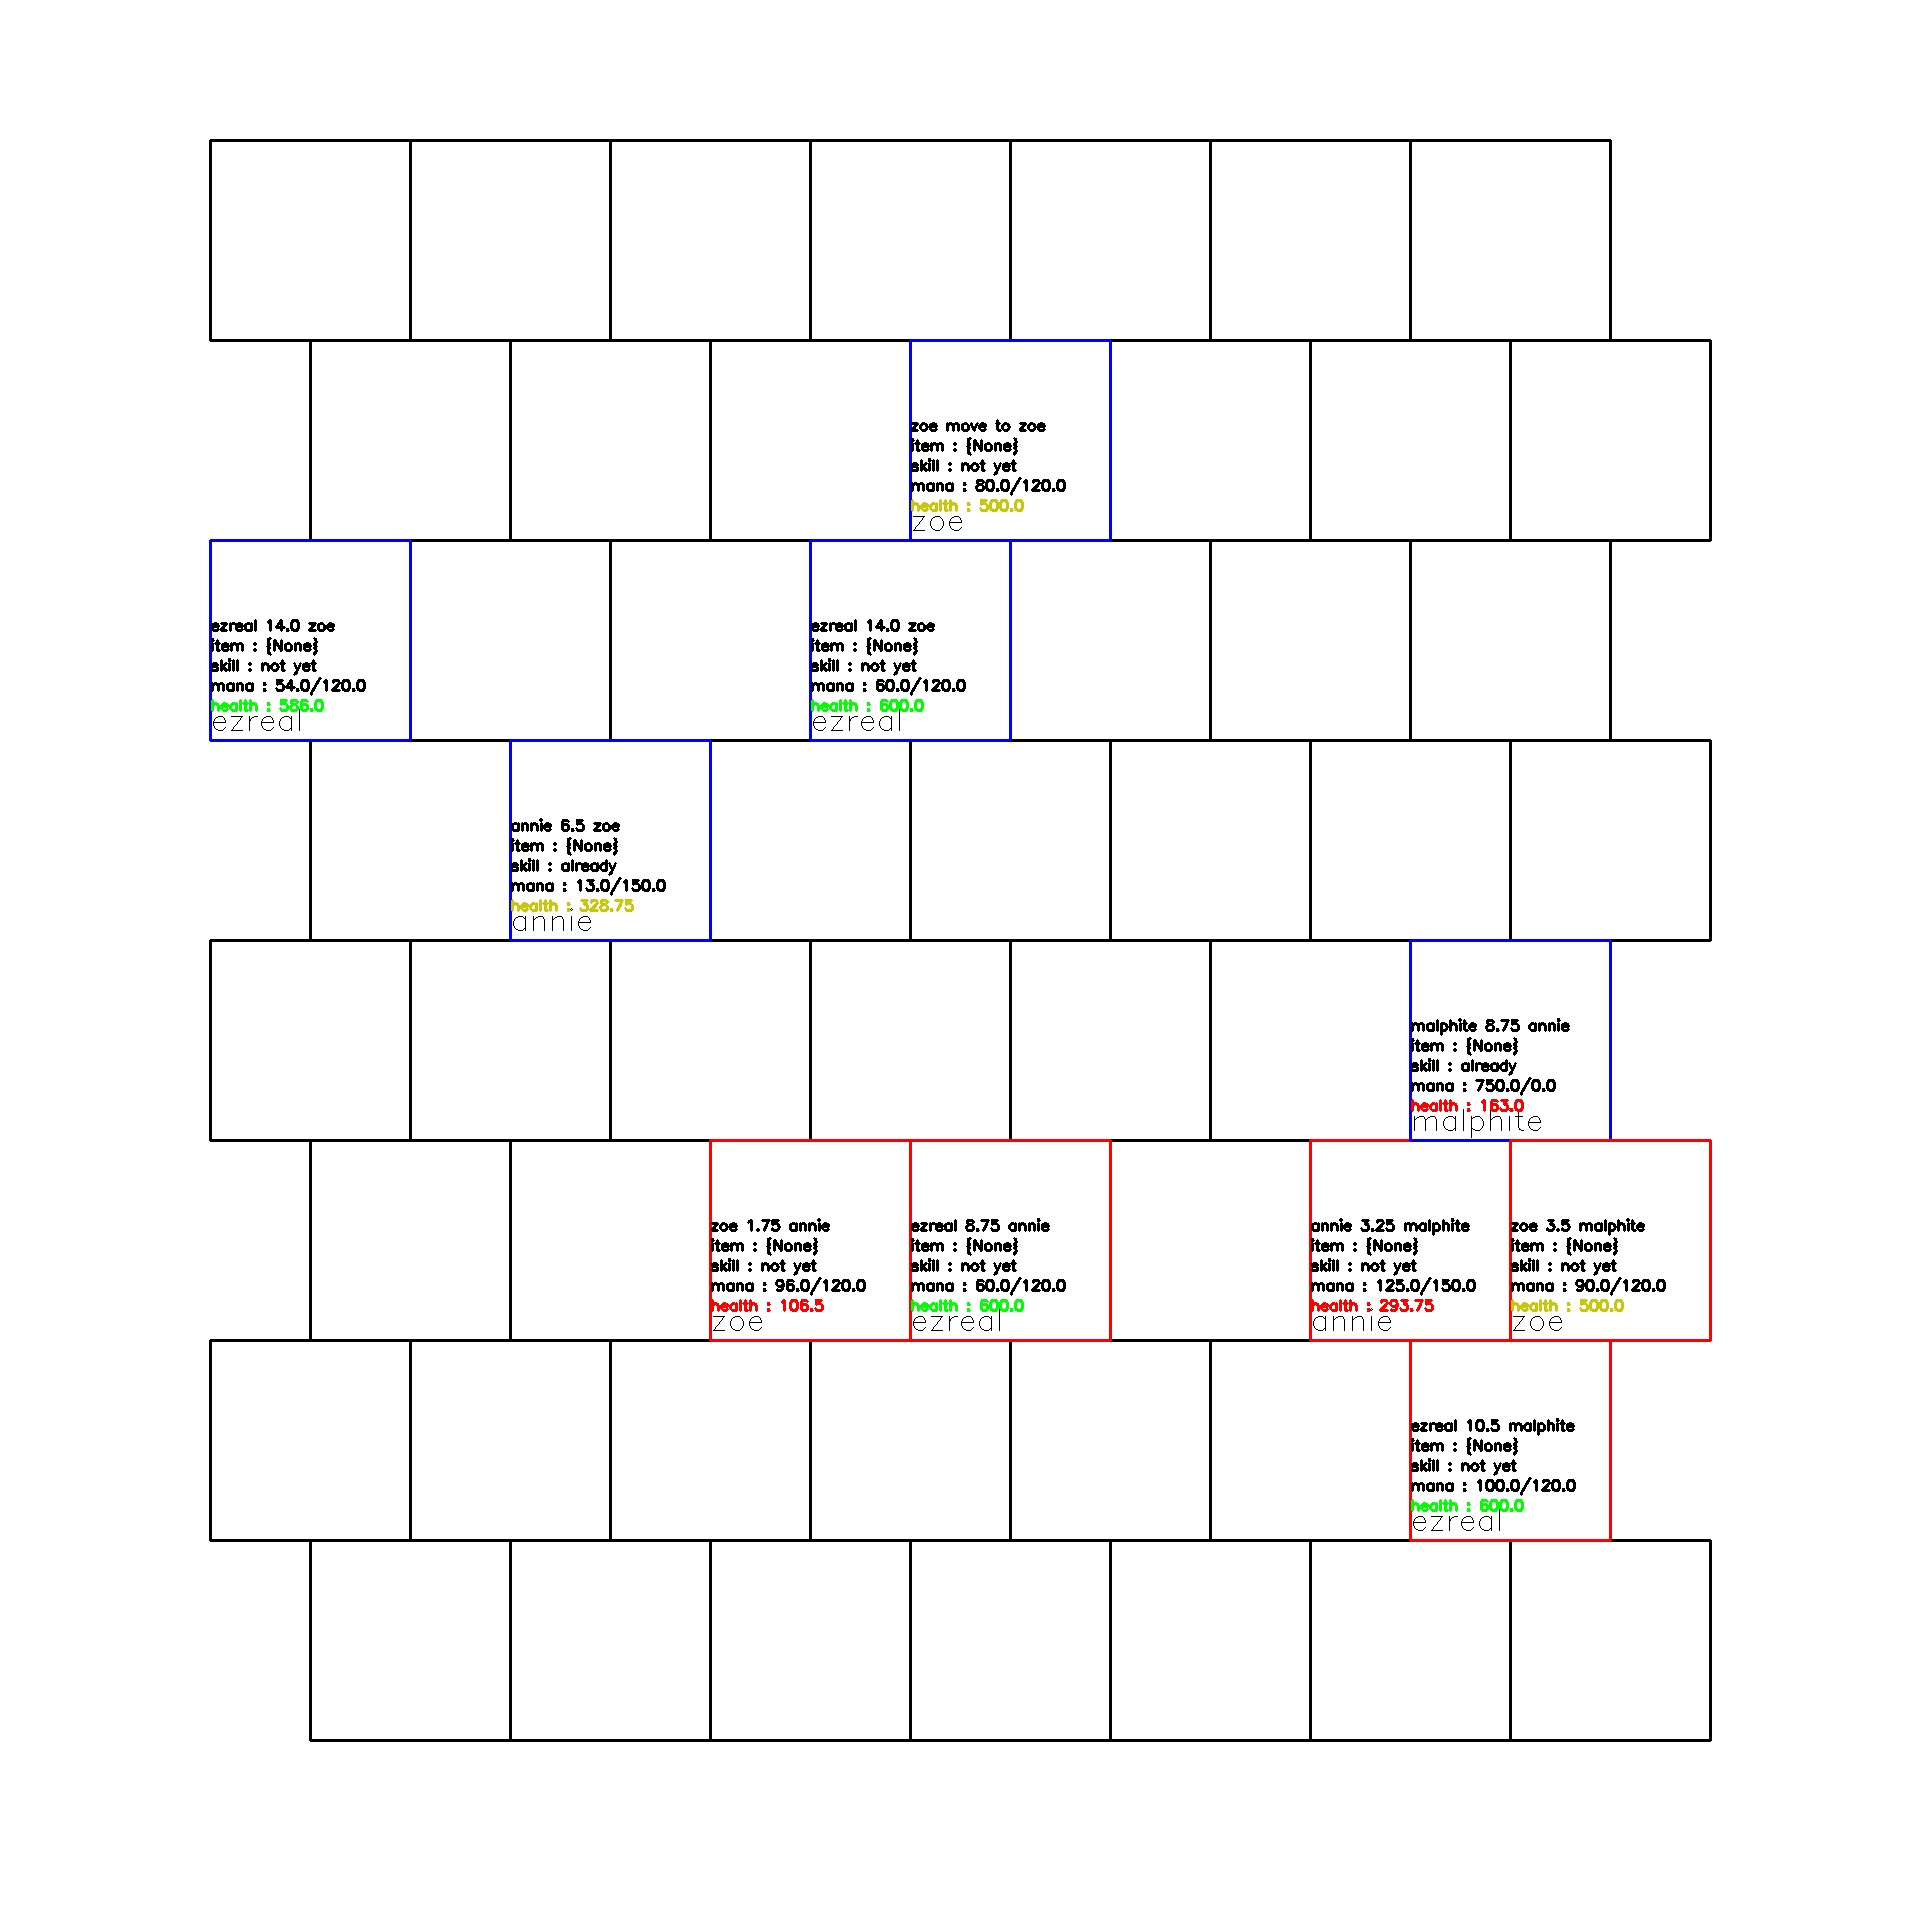 zoe move to zoe
item : {None}
skill : not yet
mana : 80.0/120.0
health : 500.0
zoe
ezreal 14.0 zoe
item : {None}
skill : not yet
mana : 54.0/120.0
health : 586.0
ezreal
ezreal 14.0 zoe
item : {None}
skill : not yet
mana : 60.0/120.0
health : 600.0
ezreal
annie 6.5 zoe
item : {None}
skill : already
mana : 13.0/150.0
health : 328.75
annie
malphite 8.75 annie
item : {None}
skill : already
mana : 750.0/0.0
health : 163.0
malphite
zoe 1.75 annie
item : {None}
skill : not yet
mana : 96.0/120.0
health : 106.5
zoe
ezreal 8.75 annie
item : {None}
skill : not yet
mana : 60.0/120.0
health : 600.0
ezreal
annie 3.25 malphite
item : {None}
skill : not yet
mana : 125.0/150.0
health : 293.75
annie
zoe 3.5 malphite
item : {None}
skill : not yet
mana : 90.0/120.0
health : 500.0
zoe
ezreal 10.5 malphite
item : {None}
skill : not yet
mana : 100.0/120.0
health : 600.0
ezreal